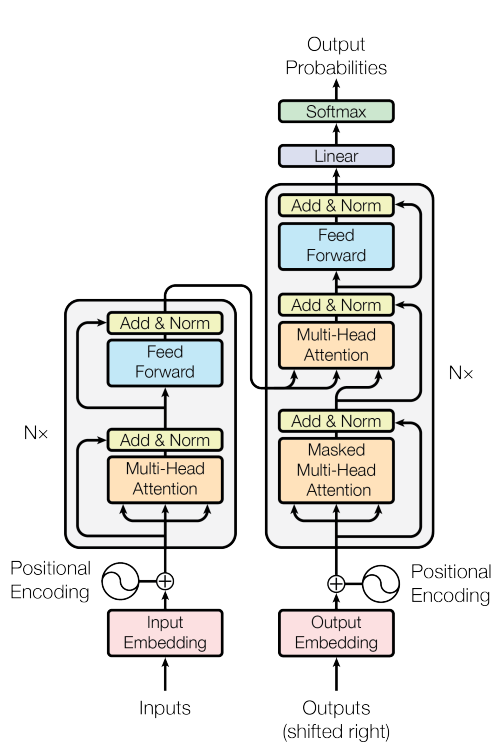 Output
Probabilities
Softmax
Linear
Add & Norm
Feed
Forward
Add & Norm
Multi-Head
Attention
Add & Norm
Masked
Multi-Head
Attention
N×
Add & Norm
Feed
Forward
Add & Norm
Multi-Head
Attention
N×
Positional
Encoding
Input
Embedding
Inputs
Positional
Encoding
Output
Embedding
Outputs
(shifted right)